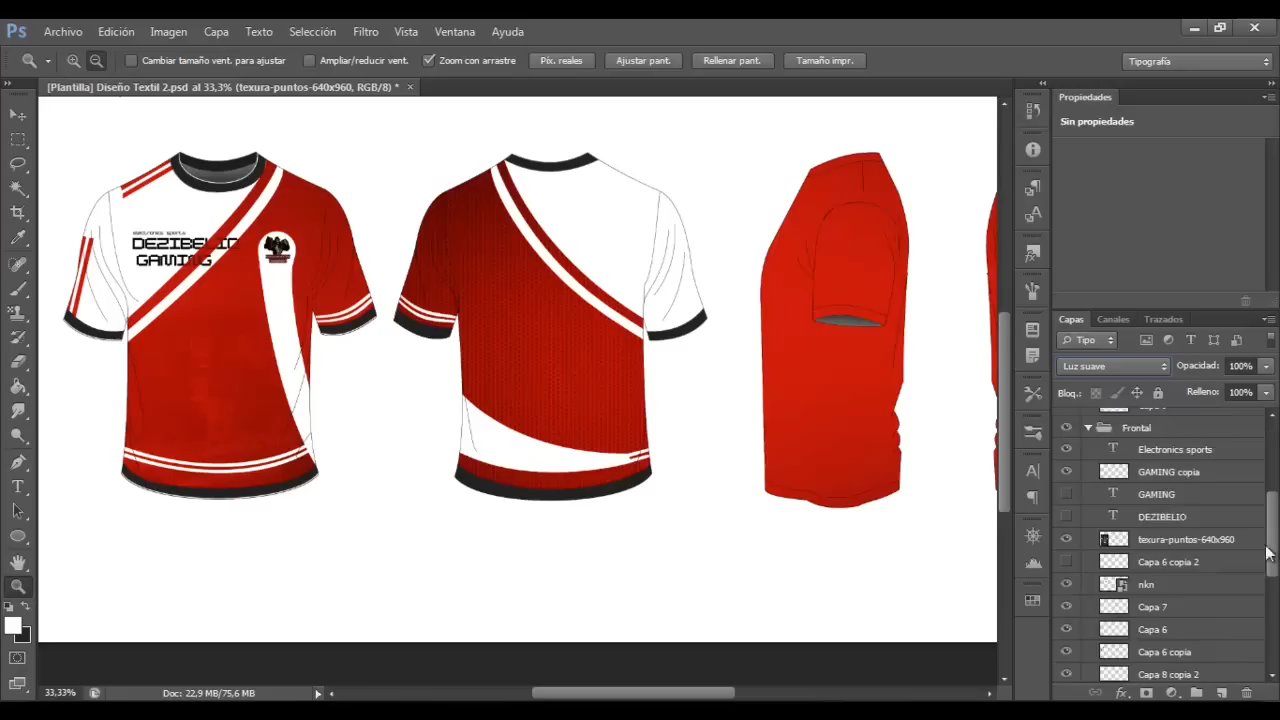 Ps Archivo Edición Imagen Capa Texto Selección Filtro Vista Ventana Ayuda
Cambiar tamaño vent. para ajustar Ampliar/reducir vent. Zoom con arrastre Píx. reales Ajustar pant. Rellenar pant. Tamaño impr. Tipografía
[Plantilla] Diseño Textil 2.psd al 33,3% (texura-puntos-640x960, RGB/8) *
Propiedades
Sin propiedades
electronics sports
DEZIBELIO
GAMING
Capas Canales Trazados
Tipo
Luz suave Opacidad: 100%
Bloq.: Relleno: 100%
Frontal
Electronics sports
GAMING copia
GAMING
DEZIBELIO
texura-puntos-640x960
Capa 6 copia 2
nkn
Capa 7
Capa 6
Capa 6 copia
Capa 8 copia 2
33,33% Doc: 22,9 MB/75,6 MB